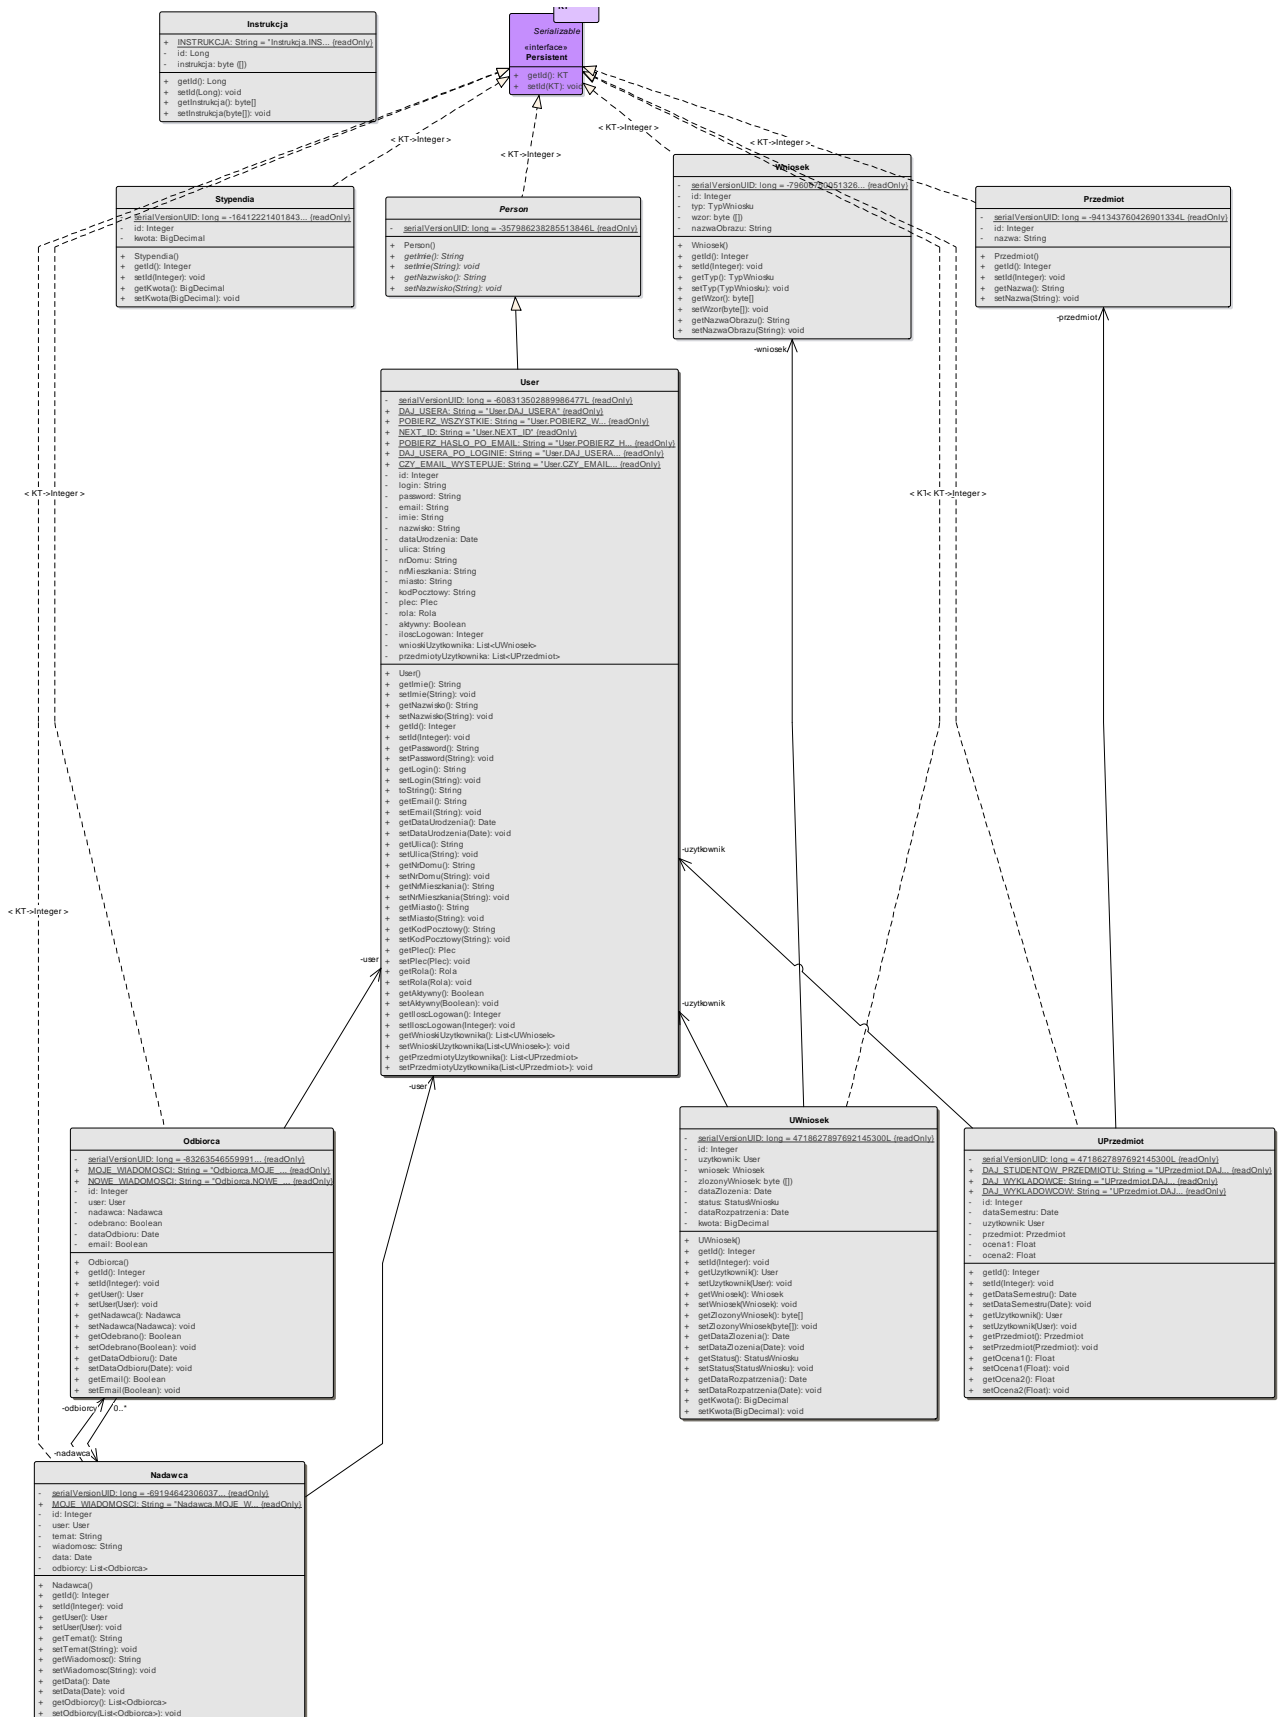 Instrukcja
+ INSTRUKCJA: String = "Instrukcja.INS... {readOnly}
- id: Long
- instrukcja: byte ([])
+ getId(): Long
+ setId(Long): void
+ getInstrukcja(): byte[]
+ setInstrukcja(byte[]): void
Serializable
«interface»
Persistent
+ getId(): KT
+ setId(KT): void
< KT->Integer >
< KT->Integer >
< KT->Integer >
< KT->Integer >
Stypendia
- serialVersionUID: long = -16412221401843... {readOnly}
- id: Integer
- kwota: BigDecimal
+ Stypendia()
+ getId(): Integer
+ setId(Integer): void
+ getKwota(): BigDecimal
+ setKwota(BigDecimal): void
Person
- serialVersionUID: long = -357986238285513846L {readOnly}
+ Person()
+ getImie(): String
+ setImie(String): void
+ getNazwisko(): String
+ setNazwisko(String): void
Wniosek
- serialVersionUID: long = -79606780051326... {readOnly}
- id: Integer
- typ: TypWniosku
- wzor: byte ([])
- nazwaObrazu: String
+ Wniosek()
+ getId(): Integer
+ setId(Integer): void
+ getTyp(): TypWniosku
+ setTyp(TypWniosku): void
+ getWzor(): byte[]
+ setWzor(byte[]): void
+ getNazwaObrazu(): String
+ setNazwaObrazu(String): void
Przedmiot
- serialVersionUID: long = -941343760426901334L {readOnly}
- id: Integer
- nazwa: String
+ Przedmiot()
+ getId(): Integer
+ setId(Integer): void
+ getNazwa(): String
+ setNazwa(String): void
-przedmiot
-wniosek
User
- serialVersionUID: long = -608313502889986477L {readOnly}
+ DAJ_USERA: String = "User.DAJ_USERA" {readOnly}
+ POBIERZ_WSZYSTKIE: String = "User.POBIERZ_W... {readOnly}
+ NEXT_ID: String = "User.NEXT_ID" {readOnly}
+ POBIERZ_HASLO_PO_EMAIL: String = "User.POBIERZ_H... {readOnly}
+ DAJ_USERA_PO_LOGINIE: String = "User.DAJ_USERA... {readOnly}
+ CZY_EMAIL_WYSTEPUJE: String = "User.CZY_EMAIL... {readOnly}
- id: Integer
- login: String
- password: String
- email: String
- imie: String
- nazwisko: String
- dataUrodzenia: Date
- ulica: String
- nrDomu: String
- nrMieszkania: String
- miasto: String
- kodPocztowy: String
- plec: Plec
- rola: Rola
- aktywny: Boolean
- iloscLogowan: Integer
- wnioskiUzytkownika: List<UWniosek>
- przedmiotyUzytkownika: List<UPrzedmiot>
+ User()
+ getImie(): String
+ setImie(String): void
+ getNazwisko(): String
+ setNazwisko(String): void
+ getId(): Integer
+ setId(Integer): void
+ getPassword(): String
+ setPassword(String): void
+ getLogin(): String
+ setLogin(String): void
+ toString(): String
+ getEmail(): String
+ setEmail(String): void
+ getDataUrodzenia(): Date
+ setDataUrodzenia(Date): void
+ getUlica(): String
+ setUlica(String): void
+ getNrDomu(): String
+ setNrDomu(String): void
+ getNrMieszkania(): String
+ setNrMieszkania(String): void
+ getMiasto(): String
+ setMiasto(String): void
+ getKodPocztowy(): String
+ setKodPocztowy(String): void
+ getPlec(): Plec
+ setPlec(Plec): void
+ getRola(): Rola
+ setRola(Rola): void
+ getAktywny(): Boolean
+ setAktywny(Boolean): void
+ getIloscLogowan(): Integer
+ setIloscLogowan(Integer): void
+ getWnioskiUzytkownika(): List<UWniosek>
+ setWnioskiUzytkownika(List<UWniosek>): void
+ getPrzedmiotyUzytkownika(): List<UPrzedmiot>
+ setPrzedmiotyUzytkownika(List<UPrzedmiot>): void
< KT->Integer >
< KT< KT->Integer >
< KT->Integer >
-uzytkownik
-user
-uzytkownik
-user
Odbiorca
- serialVersionUID: long = -83263546559991... {readOnly}
+ MOJE_WIADOMOSCI: String = "Odbiorca.MOJE_... {readOnly}
+ NOWE_WIADOMOSCI: String = "Odbiorca.NOWE_... {readOnly}
- id: Integer
- user: User
- nadawca: Nadawca
- odebrano: Boolean
- dataOdbioru: Date
- email: Boolean
+ Odbiorca()
+ getId(): Integer
+ setId(Integer): void
+ getUser(): User
+ setUser(User): void
+ getNadawca(): Nadawca
+ setNadawca(Nadawca): void
+ getOdebrano(): Boolean
+ setOdebrano(Boolean): void
+ getDataOdbioru(): Date
+ setDataOdbioru(Date): void
+ getEmail(): Boolean
+ setEmail(Boolean): void
-odbiorcy
0..*
-nadawca
UWniosek
- serialVersionUID: long = 4718627897692145300L {readOnly}
- id: Integer
- uzytkownik: User
- wniosek: Wniosek
- zlozonyWniosek: byte ([])
- dataZlozenia: Date
- status: StatusWniosku
- dataRozpatrzenia: Date
- kwota: BigDecimal
+ UWniosek()
+ getId(): Integer
+ setId(Integer): void
+ getUzytkownik(): User
+ setUzytkownik(User): void
+ getWniosek(): Wniosek
+ setWniosek(Wniosek): void
+ getZlozonyWniosek(): byte[]
+ setZlozonyWniosek(byte[]): void
+ getDataZlozenia(): Date
+ setDataZlozenia(Date): void
+ getStatus(): StatusWniosku
+ setStatus(StatusWniosku): void
+ getDataRozpatrzenia(): Date
+ setDataRozpatrzenia(Date): void
+ getKwota(): BigDecimal
+ setKwota(BigDecimal): void
UPrzedmiot
- serialVersionUID: long = 4718627897692145300L {readOnly}
+ DAJ_STUDENTOW_PRZEDMIOTU: String = "UPrzedmiot.DAJ... {readOnly}
+ DAJ_WYKLADOWCE: String = "UPrzedmiot.DAJ... {readOnly}
+ DAJ_WYKLADOWCOW: String = "UPrzedmiot.DAJ... {readOnly}
- id: Integer
- dataSemestru: Date
- uzytkownik: User
- przedmiot: Przedmiot
- ocena1: Float
- ocena2: Float
+ getId(): Integer
+ setId(Integer): void
+ getDataSemestru(): Date
+ setDataSemestru(Date): void
+ getUzytkownik(): User
+ setUzytkownik(User): void
+ getPrzedmiot(): Przedmiot
+ setPrzedmiot(Przedmiot): void
+ getOcena1(): Float
+ setOcena1(Float): void
+ getOcena2(): Float
+ setOcena2(Float): void
Nadawca
- serialVersionUID: long = -69194642306037... {readOnly}
+ MOJE_WIADOMOSCI: String = "Nadawca.MOJE_W... {readOnly}
- id: Integer
- user: User
- temat: String
- wiadomosc: String
- data: Date
- odbiorcy: List<Odbiorca>
+ Nadawca()
+ getId(): Integer
+ setId(Integer): void
+ getUser(): User
+ setUser(User): void
+ getTemat(): String
+ setTemat(String): void
+ getWiadomosc(): String
+ setWiadomosc(String): void
+ getData(): Date
+ setData(Date): void
+ getOdbiorcy(): List<Odbiorca>
+ setOdbiorcy(List<Odbiorca>): void